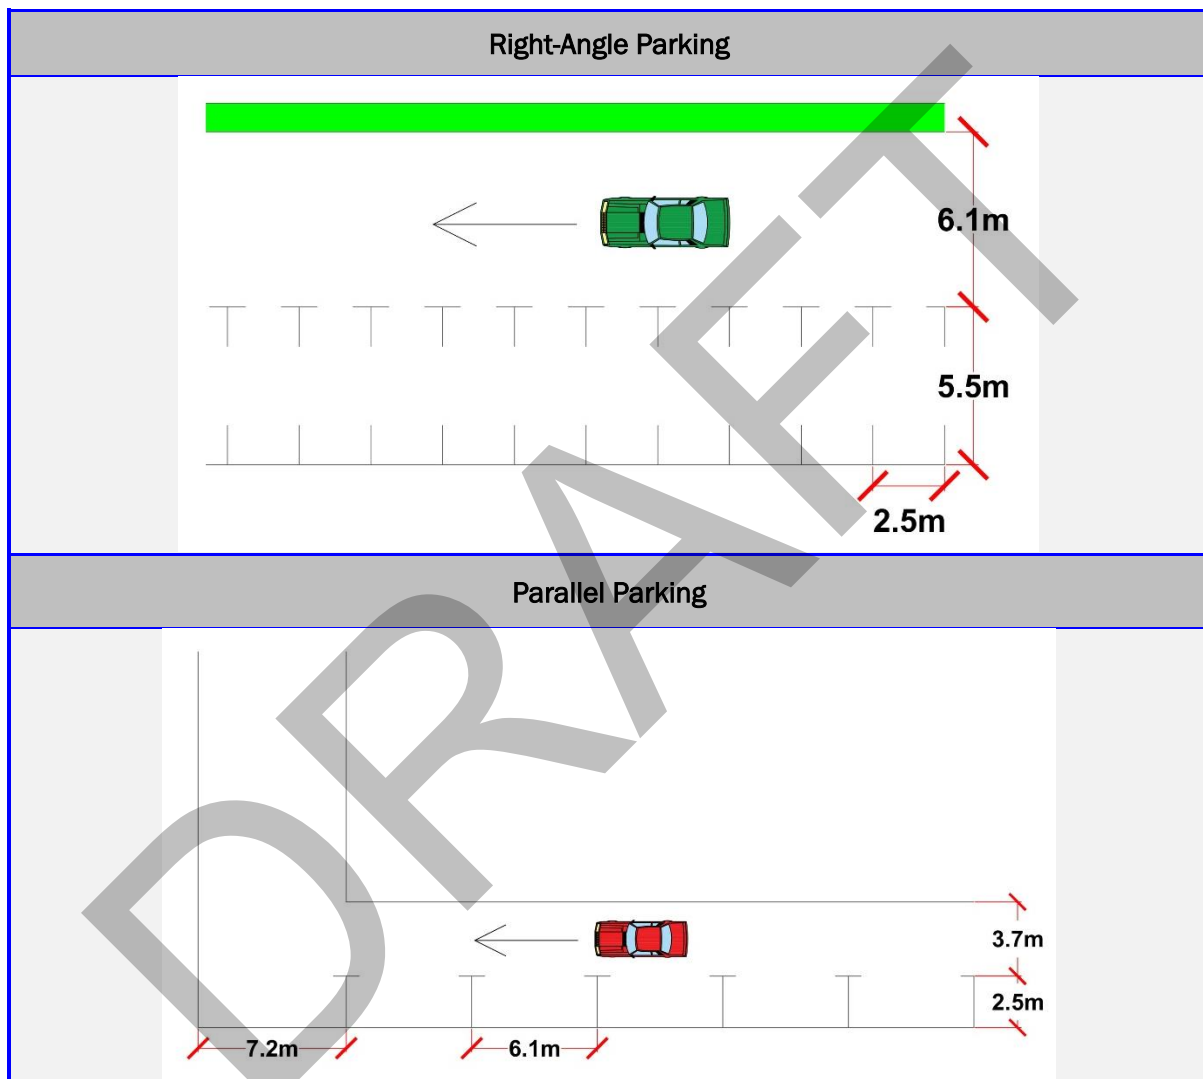 Right-Angle Parking
6.1m
5.5m
2.5m
Parallel Parking
3.7m
2.5m
7.2m
6.1m
DRAFT